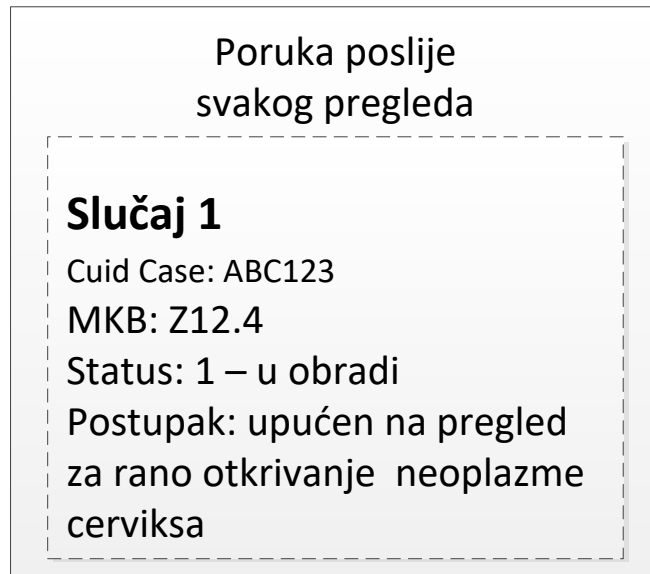 Poruka poslije
svakog pregleda
Slučaj 1
Cuid Case: ABC123
MKB: Z12.4
Status: 1 – u obradi
Postupak: upućen na pregled
za rano otkrivanje  neoplazme
cerviksa